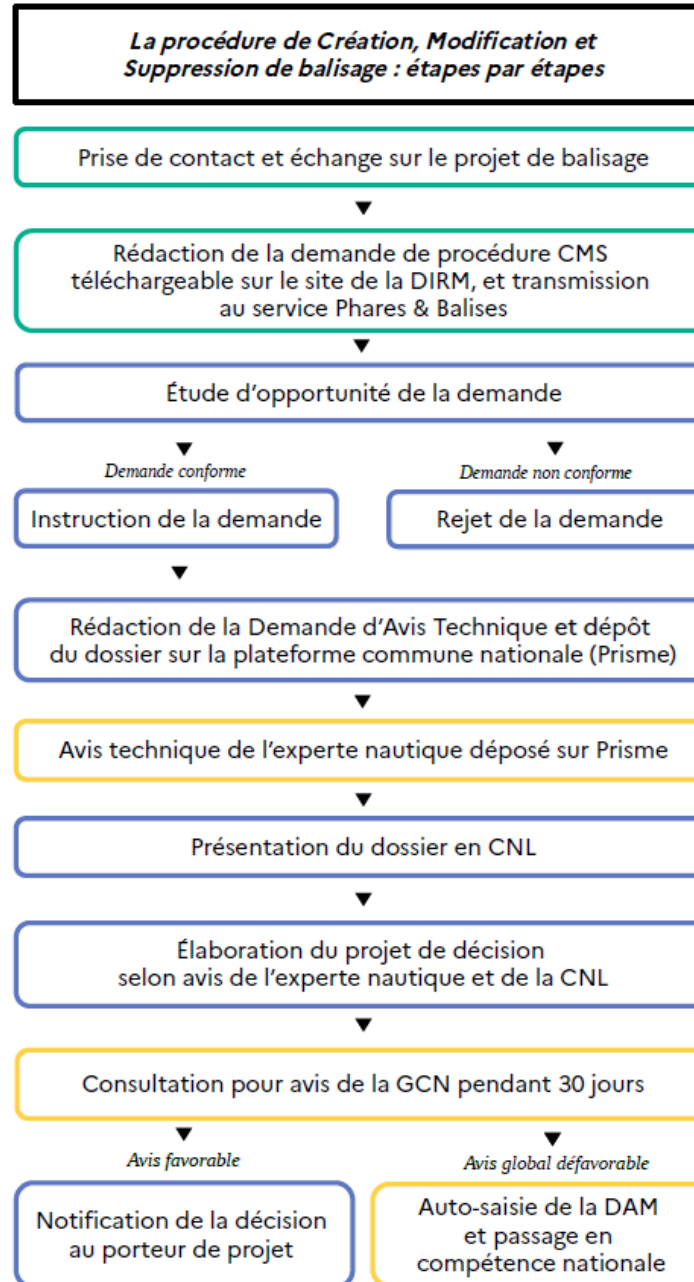 La procédure de Création, Modification et
Suppression de balisage : étapes par étapes
Prise de contact et échange sur le projet de balisage
Rédaction de la demande de procédure CMS
téléchargeable sur le site de la DIRM, et transmission
au service Phares & Balises
Étude d’opportunité de la demande
Demande conforme
Demande non conforme
Instruction de la demande
Rejet de la demande
Rédaction de la Demande d’Avis Technique et dépôt
du dossier sur la plateforme commune nationale (Prisme)
Avis technique de l’experte nautique déposé sur Prisme
Présentation du dossier en CNL
Élaboration du projet de décision
selon avis de l’experte nautique et de la CNL
Consultation pour avis de la GCN pendant 30 jours
Avis favorable
Avis global défavorable
Notification de la décision
au porteur de projet
Auto-saisie de la DAM
et passage en
compétence nationale